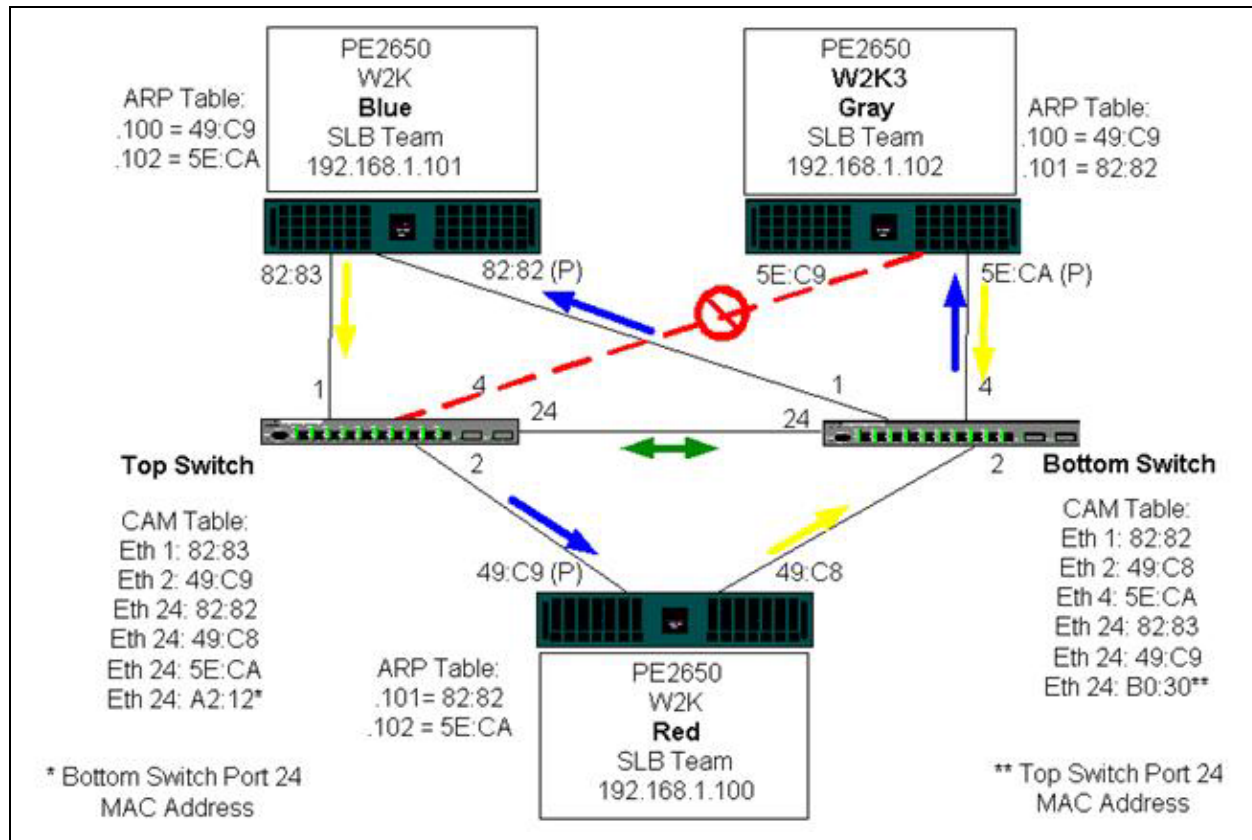 PE2650
W2K
Blue
SLB Team
192.168.1.101
ARP Table:
.100 = 49:C9
.102 = 5E:CA
PE2650
W2K3
Gray
SLB Team
192.168.1.102
ARP Table:
.100 = 49:C9
.101 = 82:82
82:83
82:82 (P)
5E:C9
5E:CA (P)
1
4
24
24
1
4
Top Switch
2
2
Bottom Switch
CAM Table:
Eth 1: 82:83
Eth 2: 49:C9
Eth 24: 82:82
Eth 24: 49:C8
Eth 24: 5E:CA
Eth 24: A2:12*
CAM Table:
Eth 1: 82:82
Eth 2: 49:C8
Eth 4: 5E:CA
Eth 24: 82:83
Eth 24: 49:C9
Eth 24: B0:30**
49:C9 (P)
49:C8
ARP Table:
.101= 82:82
.102 = 5E:CA
PE2650
W2K
Red
SLB Team
192.168.1.100
* Bottom Switch Port 24
MAC Address
** Top Switch Port 24
MAC Address